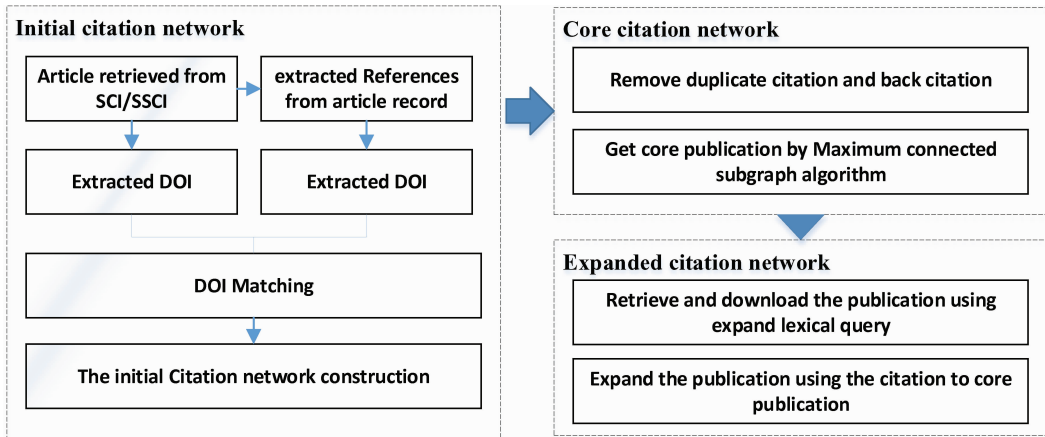 Initial citation network
Article retrieved from
SCI/SSCI
extracted References
from article record
Extracted DOI
Extracted DOI
DOI Matching
The initial Citation network construction
Core citation network
Remove duplicate citation and back citation
Get core publication by Maximum connected
subgraph algorithm
Expanded citation network
Retrieve and download the publication using
expand lexical query
Expand the publication using the citation to core
publication